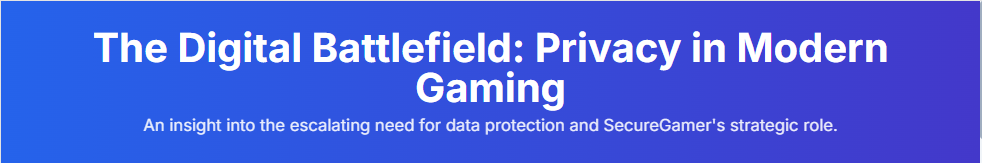 The Digital Battlefield: Privacy in Modern
Gaming
An insight into the escalating need for data protection and SecureGamer's strategic role.